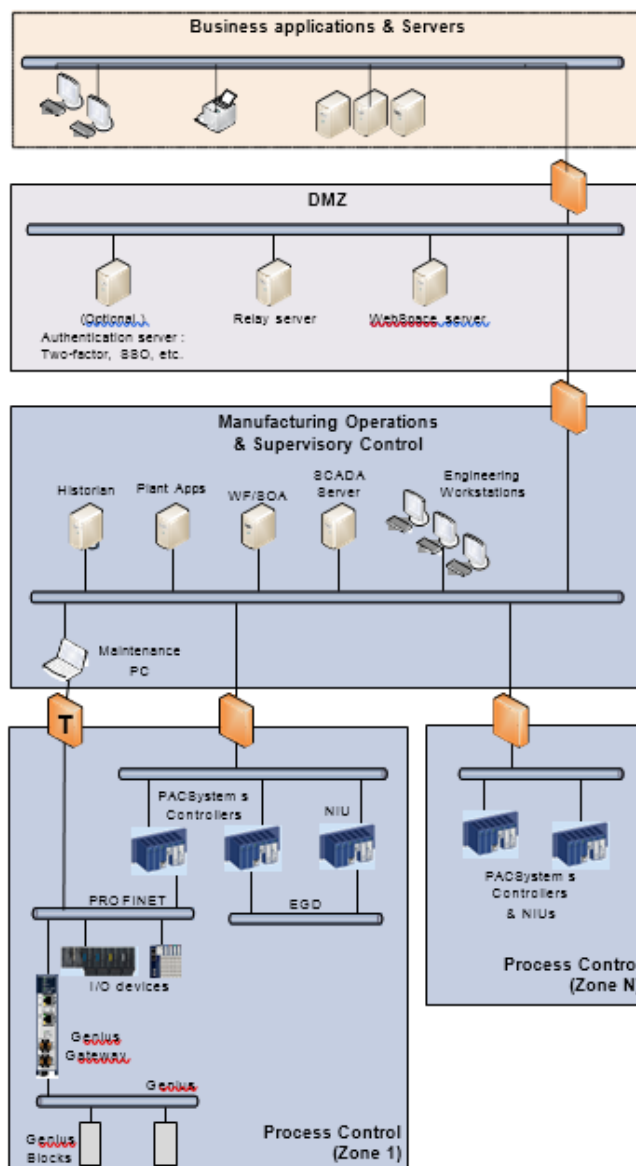 Business applications & Servers
DMZ
(Optional )
Authentication server :
Two-factor, SSO, etc.
Relay server
WebSpace server
Manufacturing Operations
& Supervisory Control
Historian
Plant Apps
WF/SOA
SCADA
Server
Engineering
Workstations
Maintenance
PC
T
PACSystem s
Controllers
NIU
PROFINET
EGD
I/O devices
Genius
Gateway
Genius
Genius
Blocks
Process Control
(Zone 1)
PACSystem s
Controllers
& NIUs
Process Contro
(Zone N